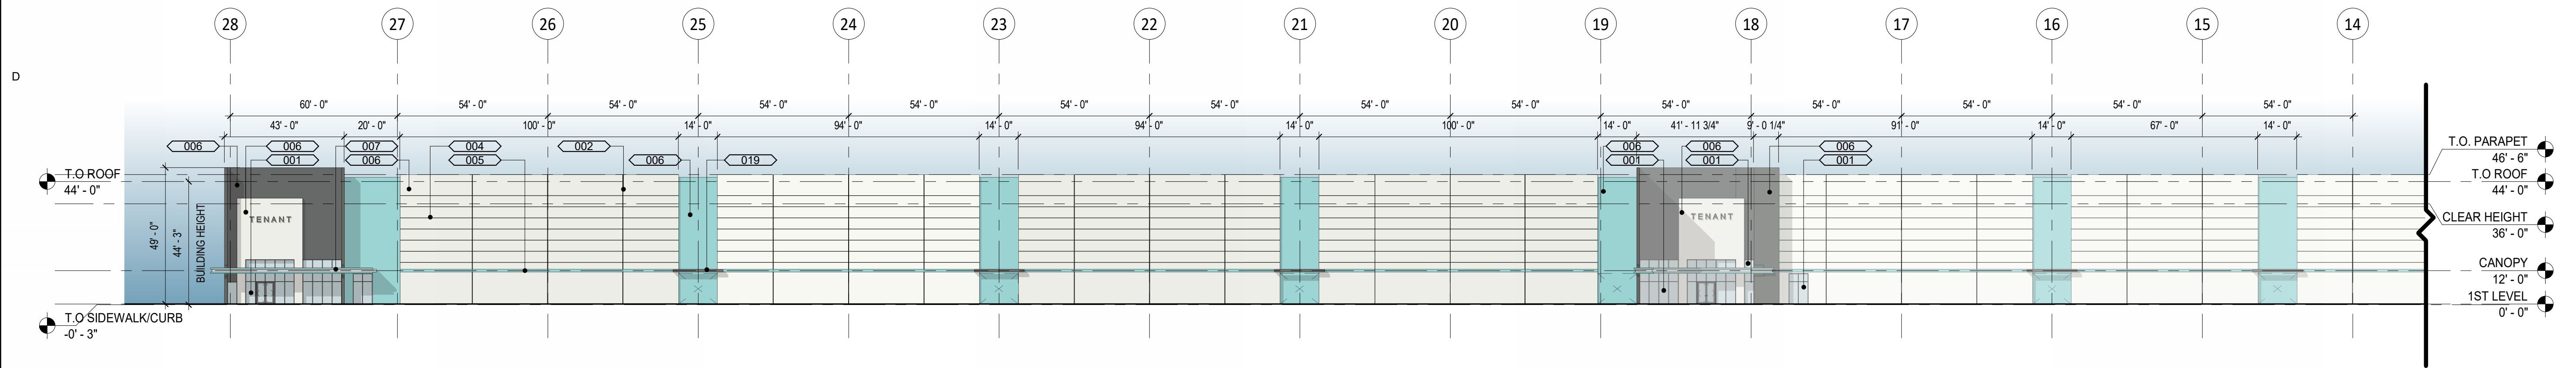 28 27 26 25 24 23 22 21 20 19 18 17 16 15 14
D
60' - 0" 54' - 0" 54' - 0" 54' - 0" 54' - 0" 54' - 0" 54' - 0" 54' - 0" 54' - 0" 54' - 0" 54' - 0" 54' - 0" 54' - 0" 54' - 0"
43' - 0" 20' - 0" 100' - 0" 14' - 0" 94' - 0" 14' - 0" 94' - 0" 14' - 0" 100' - 0" 14' - 0" 41' - 11 3/4" 9' - 0 1/4" 91' - 0" 14' - 0" 67' - 0" 14' - 0"
006 006 007 004 002 006 006 006
001 006 005 006 019 001 001 001
T.O ROOF
44' - 0"
49' - 0"
44' - 3"
BUILDING HEIGHT
TENANT
TENANT
T.O SIDEWALK/CURB
-0' - 3"
T.O. PARAPET
46' - 6"
T.O ROOF
44' - 0"
CLEAR HEIGHT
36' - 0"
CANOPY
12' - 0"
1ST LEVEL
0' - 0"